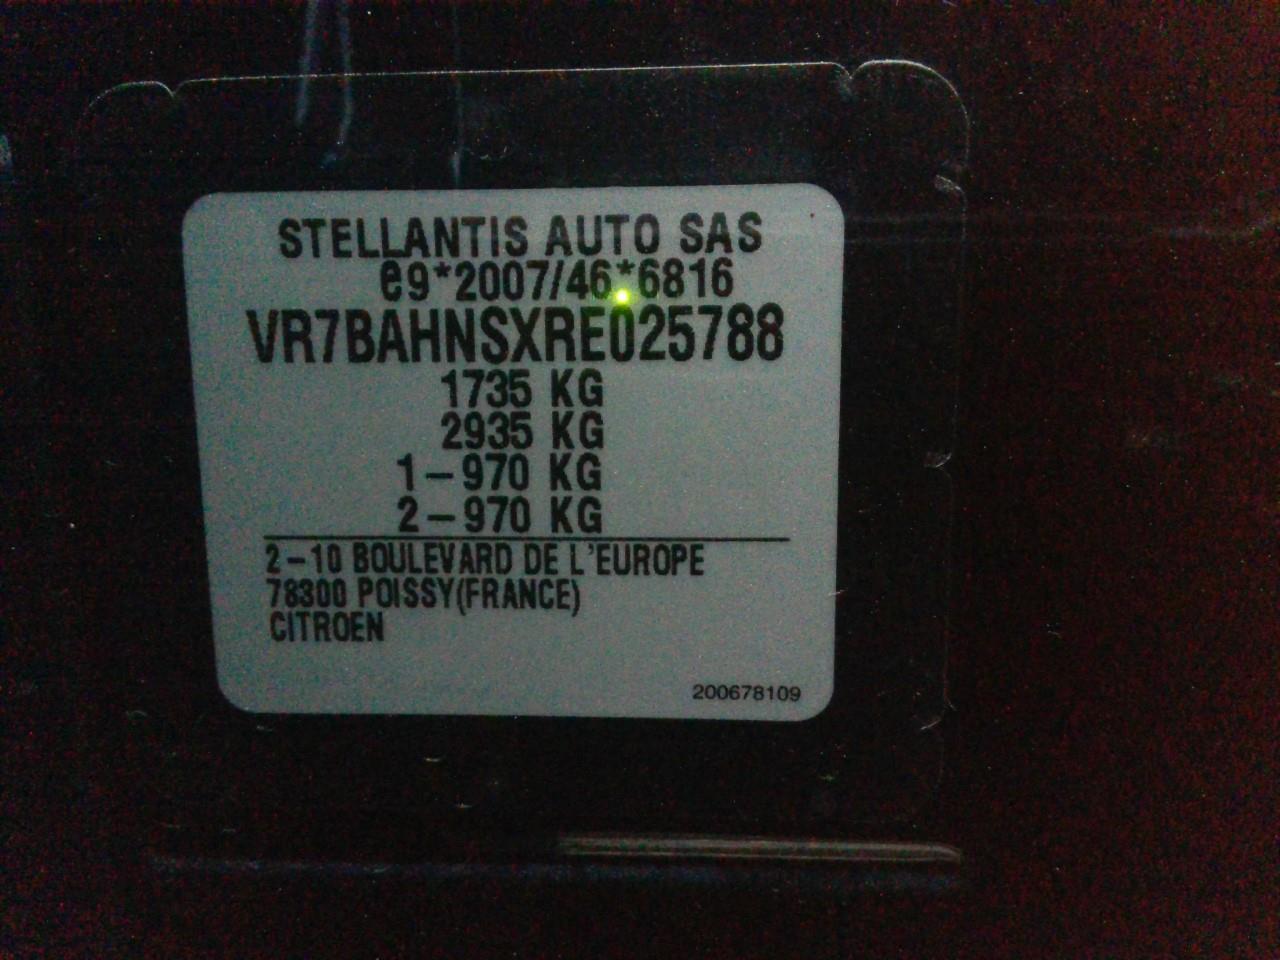 STELLANTIS AUTO SAS
e9*2007/46*6816
VR7BAHNSXRE025788
1735 KG
2935 KG
1-970 KG
2-970 KG
2-10 BOULEVARD DE L'EUROPE
78300 POISSY(FRANCE)
CITROEN
200678109